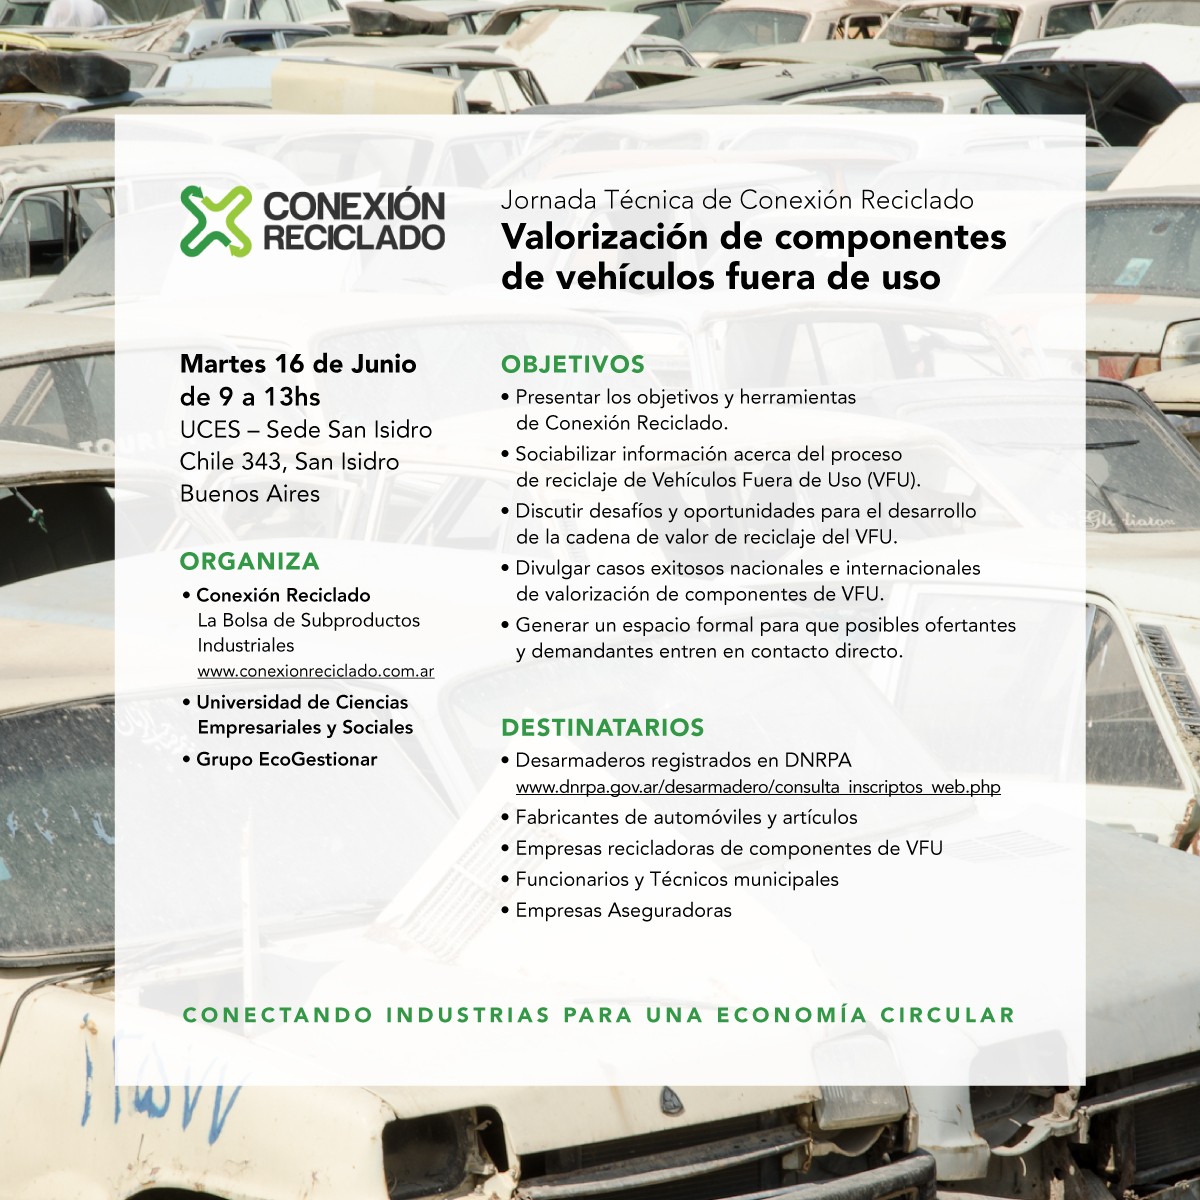 CONEXIÓN
RECICLADO
Jornada Técnica de Conexión Reciclado
Valorización de componentes
de vehículos fuera de uso
Martes 16 de Junio
de 9 a 13hs
UCES – Sede San Isidro
Chile 343, San Isidro
Buenos Aires
ORGANIZA
• Conexión Reciclado
La Bolsa de Subproductos
Industriales
www.conexionreciclado.com.ar
• Universidad de Ciencias
Empresariales y Sociales
• Grupo EcoGestionar
OBJETIVOS
• Presentar los objetivos y herramientas
de Conexión Reciclado.
• Sociabilizar información acerca del proceso
de reciclaje de Vehículos Fuera de Uso (VFU).
• Discutir desafíos y oportunidades para el desarrollo
de la cadena de valor de reciclaje del VFU.
• Divulgar casos exitosos nacionales e internacionales
de valorización de componentes de VFU.
• Generar un espacio formal para que posibles ofertantes
y demandantes entren en contacto directo.
DESTINATARIOS
• Desarmaderos registrados en DNRPA
www.dnrpa.gov.ar/desarmadero/consulta_inscriptos_web.php
• Fabricantes de automóviles y artículos
• Empresas recicladoras de componentes de VFU
• Funcionarios y Técnicos municipales
• Empresas Aseguradoras
CONECTANDO INDUSTRIAS PARA UNA ECONOMÍA CIRCULAR